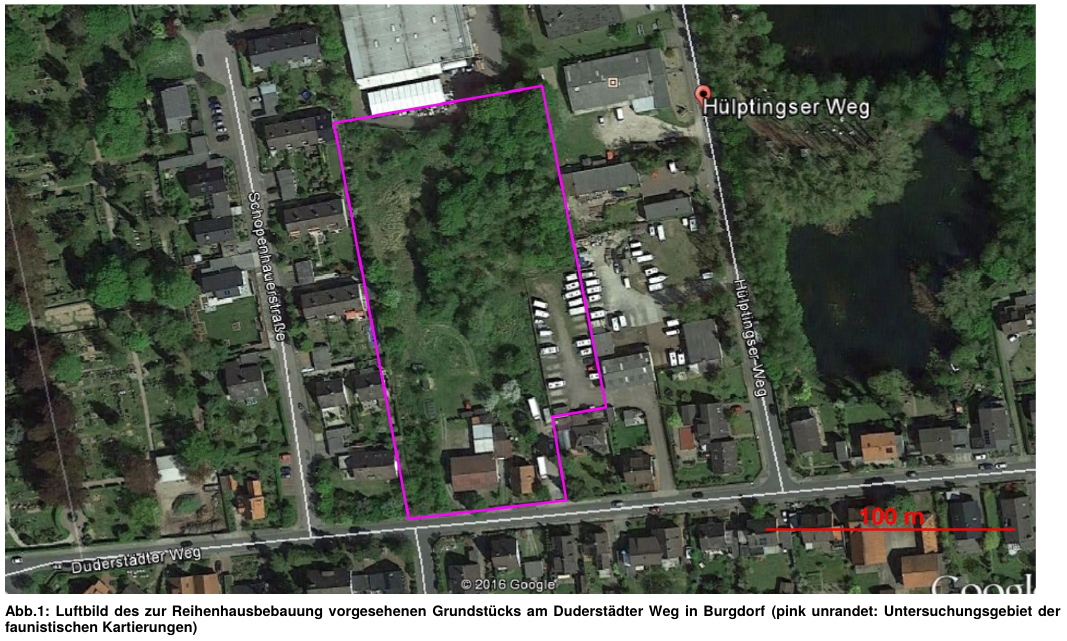 Hülptingser Weg
Schopenhauerstraße
Hülptingser Weg
100 m
Duderstädter Weg
© 2016 Google
Google
Abb.1: Luftbild des zur Reihenhausbebauung vorgesehenen Grundstücks am Duderstädter Weg in Burgdorf (pink unrandet: Untersuchungsgebiet der
faunistischen Kartierungen)